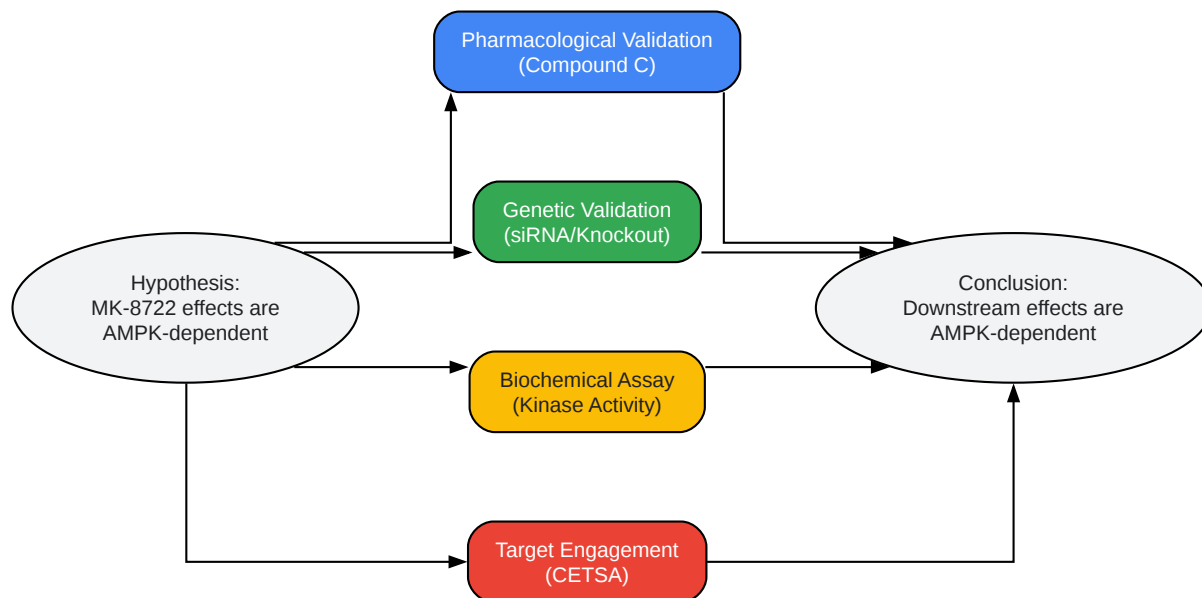 Pharmacological Validation
(Compound C)
Genetic Validation
(siRNA/Knockout)
Hypothesis:
MK-8722 effects are
AMPK-dependent
Conclusion:
Downstream effects are
AMPK-dependent
Biochemical Assay
(Kinase Activity)
Target Engagement
(CETSA)